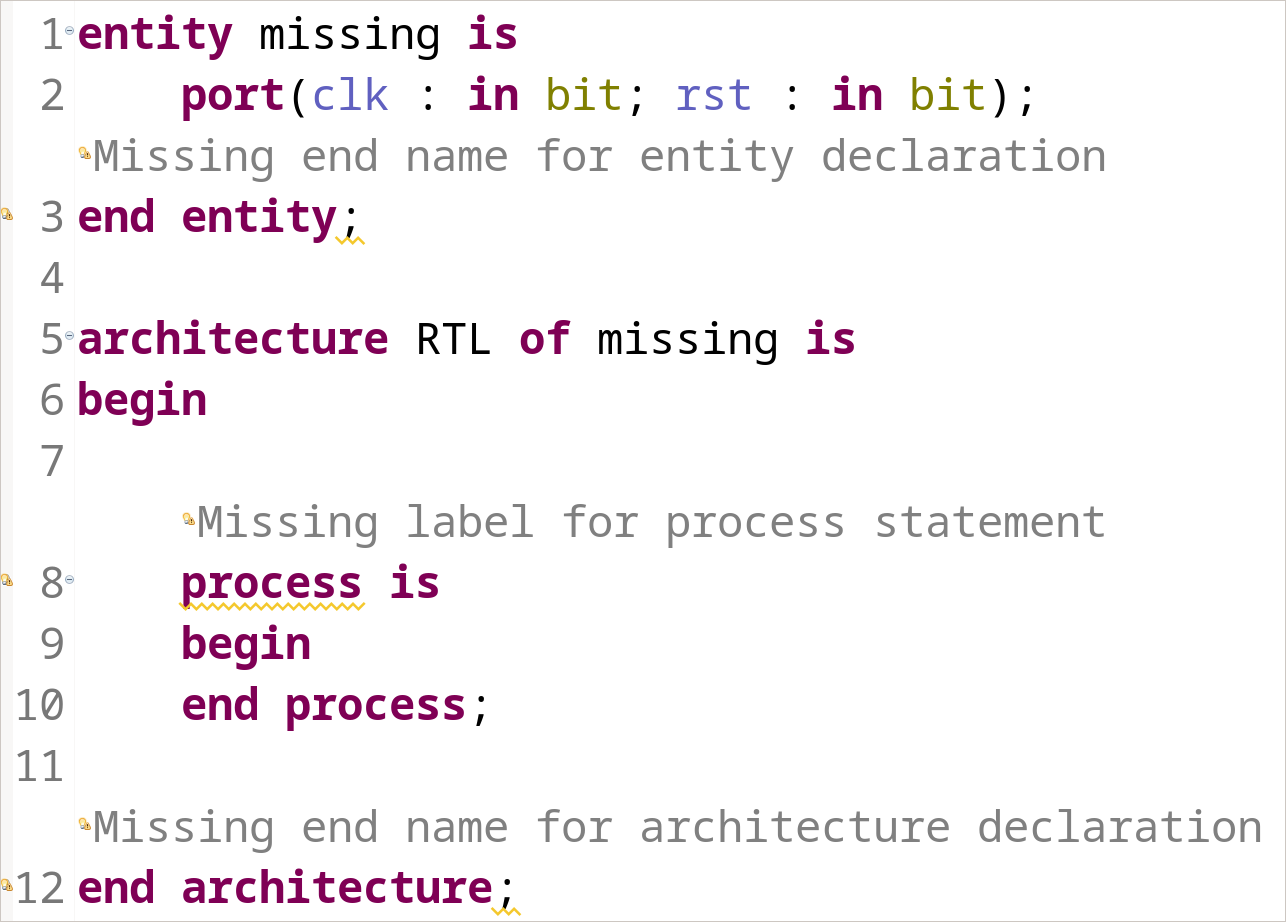 1 entity missing is
2     port(clk : in bit; rst : in bit);
Missing end name for entity declaration
3 end entity;
4
5 architecture RTL of missing is
6 begin
7
    Missing label for process statement
8     process is
9     begin
10     end process;
11
Missing end name for architecture declaration
12 end architecture;